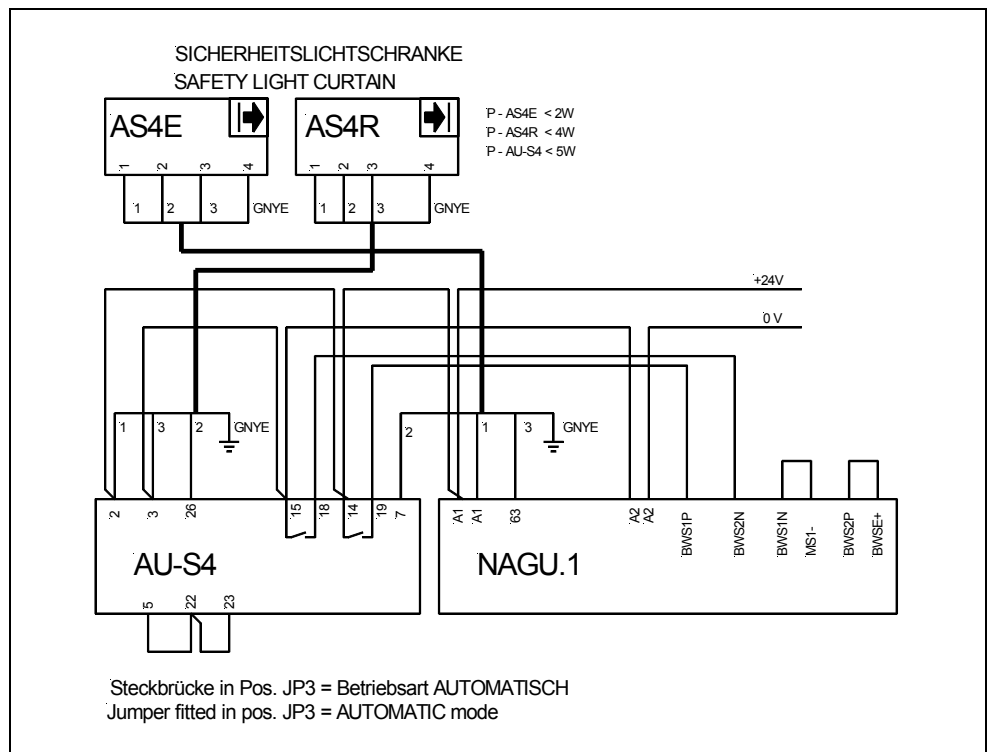 SICHERHEITSLICHTSCHRANKE
SAFETY LIGHT CURTAIN
AS4E
AS4R
P - AS4E < 2W
P - AS4R < 4W
P - AU-S4 < 5W
1 2 3 4 1 2 3 4
1 2 3 GNYE 1 2 3 GNYE
+24V
0 V
1 3 2 GNYE 2 1 3 GNYE
2 3 26 15 18 14 19 7 A1 A1 63 A2 A2 BWS1P BWS2N BWS1N MS1- BWS2P BWSE+
AU-S4
NAGU.1
5 22 23
Steckbrücke in Pos. JP3 = Betriebsart AUTOMATISCH
Jumper fitted in pos. JP3 = AUTOMATIC mode